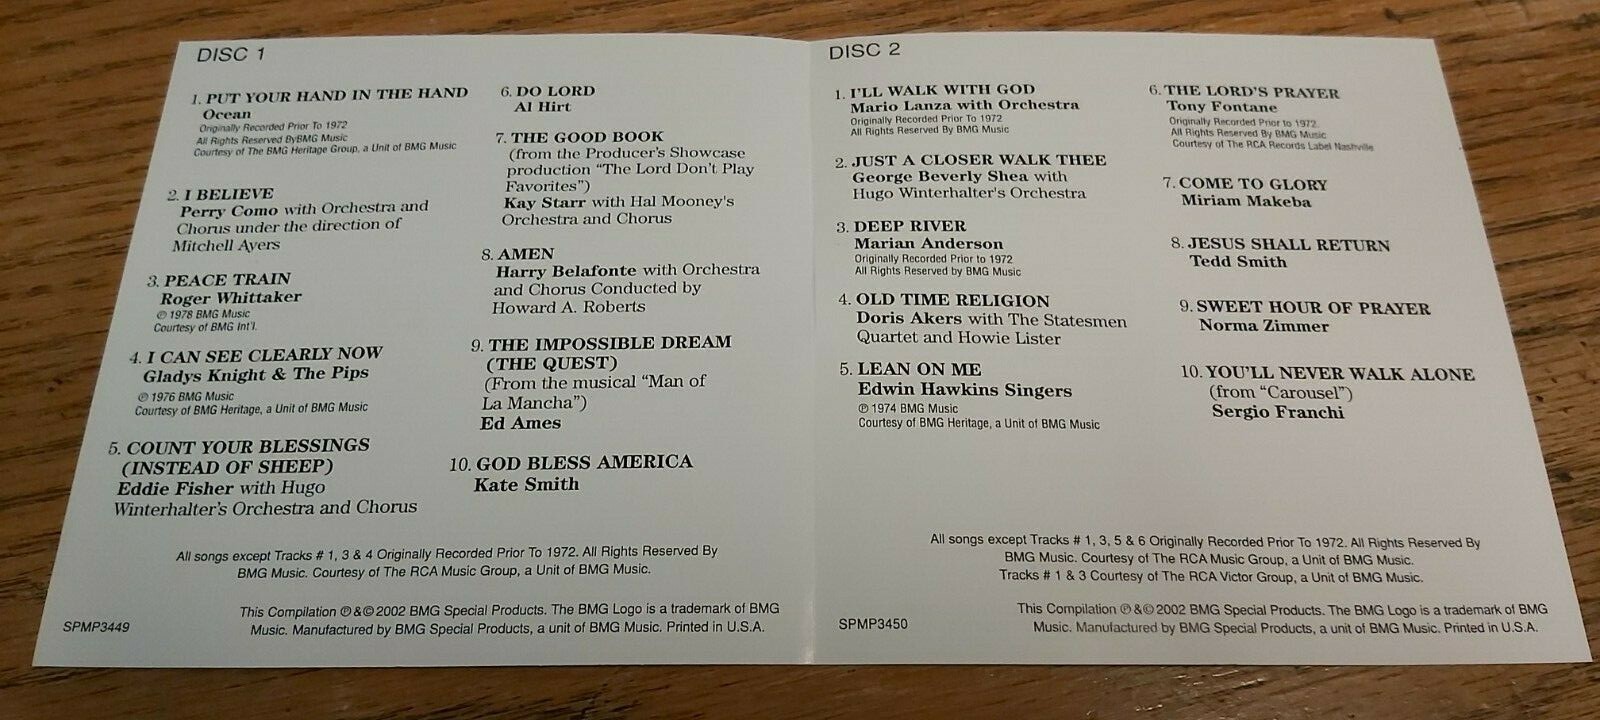 DISC 1
1. PUT YOUR HAND IN THE HAND
Ocean
Originally Recorded Prior To 1972
All Rights Reserved ByBMG Music
Courtesy of The BMG Heritage Group, a Unit of BMG Music
2. I BELIEVE
Perry Como with Orchestra and
Chorus under the direction of
Mitchell Ayers
3. PEACE TRAIN
Roger Whittaker
℗ 1978 BMG Music
Courtesy of BMG Int'l.
4. I CAN SEE CLEARLY NOW
Gladys Knight & The Pips
℗ 1976 BMG Music
Courtesy of BMG Heritage, a Unit of BMG Music
5. COUNT YOUR BLESSINGS
(INSTEAD OF SHEEP)
Eddie Fisher with Hugo
Winterhalter's Orchestra and Chorus
6. DO LORD
Al Hirt
7. THE GOOD BOOK
(from the Producer's Showcase
production "The Lord Don't Play
Favorites")
Kay Starr with Hal Mooney's
Orchestra and Chorus
8. AMEN
Harry Belafonte with Orchestra
and Chorus Conducted by
Howard A. Roberts
9. THE IMPOSSIBLE DREAM
(THE QUEST)
(From the musical "Man of
La Mancha")
Ed Ames
10. GOD BLESS AMERICA
Kate Smith
All songs except Tracks # 1, 3 & 4 Originally Recorded Prior To 1972. All Rights Reserved By
BMG Music. Courtesy of The RCA Music Group, a Unit of BMG Music.
This Compilation ℗ &© 2002 BMG Special Products. The BMG Logo is a trademark of BMG
Music. Manufactured by BMG Special Products, a unit of BMG Music. Printed in U.S.A.
SPMP3449
DISC 2
1. I'LL WALK WITH GOD
Mario Lanza with Orchestra
Originally Recorded Prior To 1972
All Rights Reserved By BMG Music
2. JUST A CLOSER WALK THEE
George Beverly Shea with
Hugo Winterhalter's Orchestra
3. DEEP RIVER
Marian Anderson
Originally Recorded Prior to 1972
All Rights Reserved by BMG Music
4. OLD TIME RELIGION
Doris Akers with The Statesmen
Quartet and Howie Lister
5. LEAN ON ME
Edwin Hawkins Singers
℗ 1974 BMG Music
Courtesy of BMG Heritage, a Unit of BMG Music
6. THE LORD'S PRAYER
Tony Fontane
Originally Recorded Prior to 1972
All Rights Reserved By BMG Music
Courtesy of The RCA Records Label Nashville
7. COME TO GLORY
Miriam Makeba
8. JESUS SHALL RETURN
Tedd Smith
9. SWEET HOUR OF PRAYER
Norma Zimmer
10. YOU'LL NEVER WALK ALONE
(from "Carousel")
Sergio Franchi
All songs except Tracks # 1, 3, 5 & 6 Originally Recorded Prior To 1972. All Rights Reserved By
BMG Music. Courtesy of The RCA Music Group, a Unit of BMG Music.
Tracks # 1 & 3 Courtesy of The RCA Victor Group, a Unit of BMG Music.
This Compilation ℗ &© 2002 BMG Special Products. The BMG Logo is a trademark of BMG
Music. Manufactured by BMG Special Products, a unit of BMG Music. Printed in U.S.A.
SPMP3450